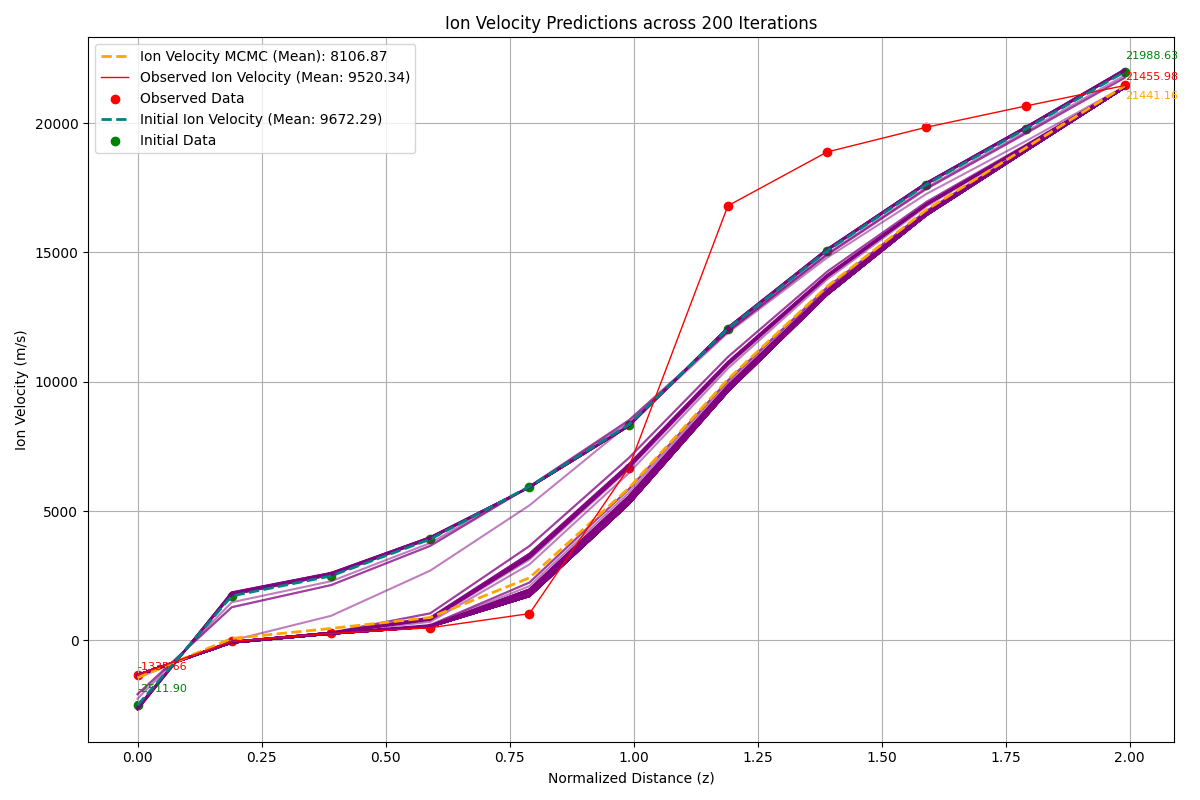 Ion Velocity Predictions across 200 Iterations
Ion Velocity MCMC (Mean): 8106.87
Observed Ion Velocity (Mean: 9520.34)
Observed Data
Initial Ion Velocity (Mean: 9672.29)
Initial Data
21988.63
21455.98
21441.16
20000
15000
10000
5000
0
-2511.90
Ion Velocity (m/s)
0.00
0.25
0.50
0.75
1.00
1.25
1.50
1.75
2.00
Normalized Distance (z)